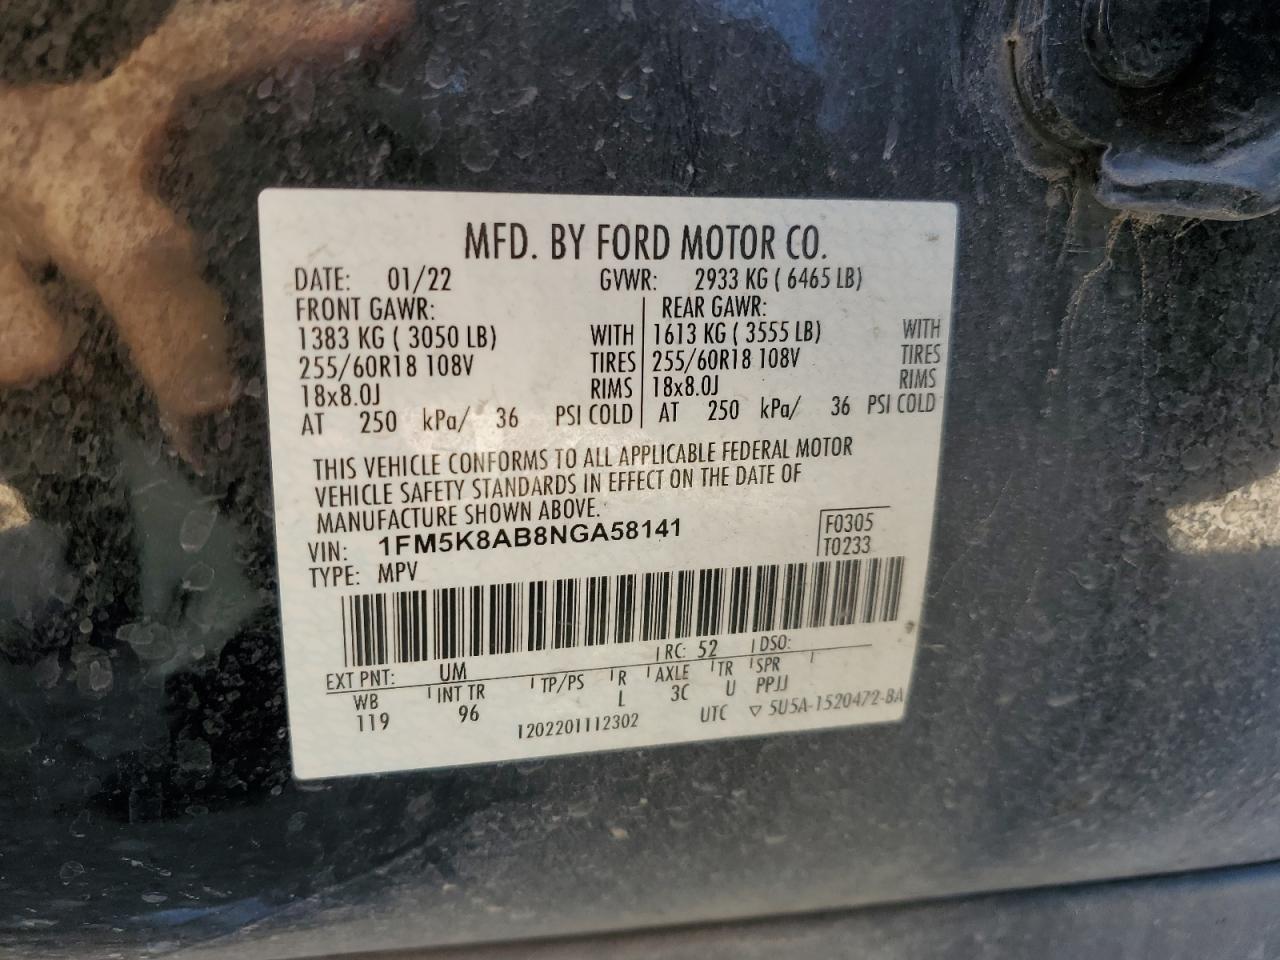 MFD. BY FORD MOTOR CO.
DATE: 01/22 GVWR: 2933 KG ( 6465 LB)
FRONT GAWR: REAR GAWR:
1383 KG ( 3050 LB) WITH 1613 KG ( 3555 LB) WITH
255/60R18 108V TIRES 255/60R18 108V TIRES
18x8.0J RIMS 18x8.0J RIMS
AT 250 kPa/ 36 PSI COLD AT 250 kPa/ 36 PSI COLD
THIS VEHICLE CONFORMS TO ALL APPLICABLE FEDERAL MOTOR
VEHICLE SAFETY STANDARDS IN EFFECT ON THE DATE OF
MANUFACTURE SHOWN ABOVE.
VIN: 1FM5K8AB8NGA58141 F0305
TYPE: MPV T0233
EXT PNT: UM RC: 52 DSO:
WB INT TR TP/PS R AXLE TR SPR
119 96 L 3C U PPJJ
1202201112302 UTC ▽ 5U5A-1520472-BA